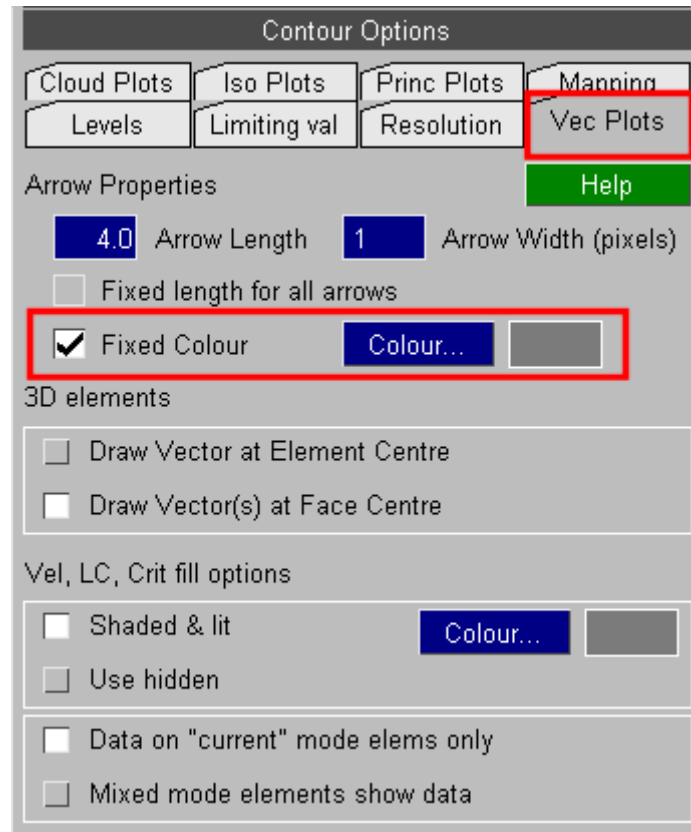 Contour Options
Cloud Plots Iso Plots Princ Plots Mapping
Levels Limiting val Resolution Vec Plots
Arrow Properties Help
4.0 Arrow Length 1 Arrow Width (pixels)
Fixed length for all arrows
Fixed Colour Colour...
3D elements
Draw Vector at Element Centre
Draw Vector(s) at Face Centre
Vel, LC, Crit fill options
Shaded & lit Colour...
Use hidden
Data on "current" mode elems only
Mixed mode elements show data